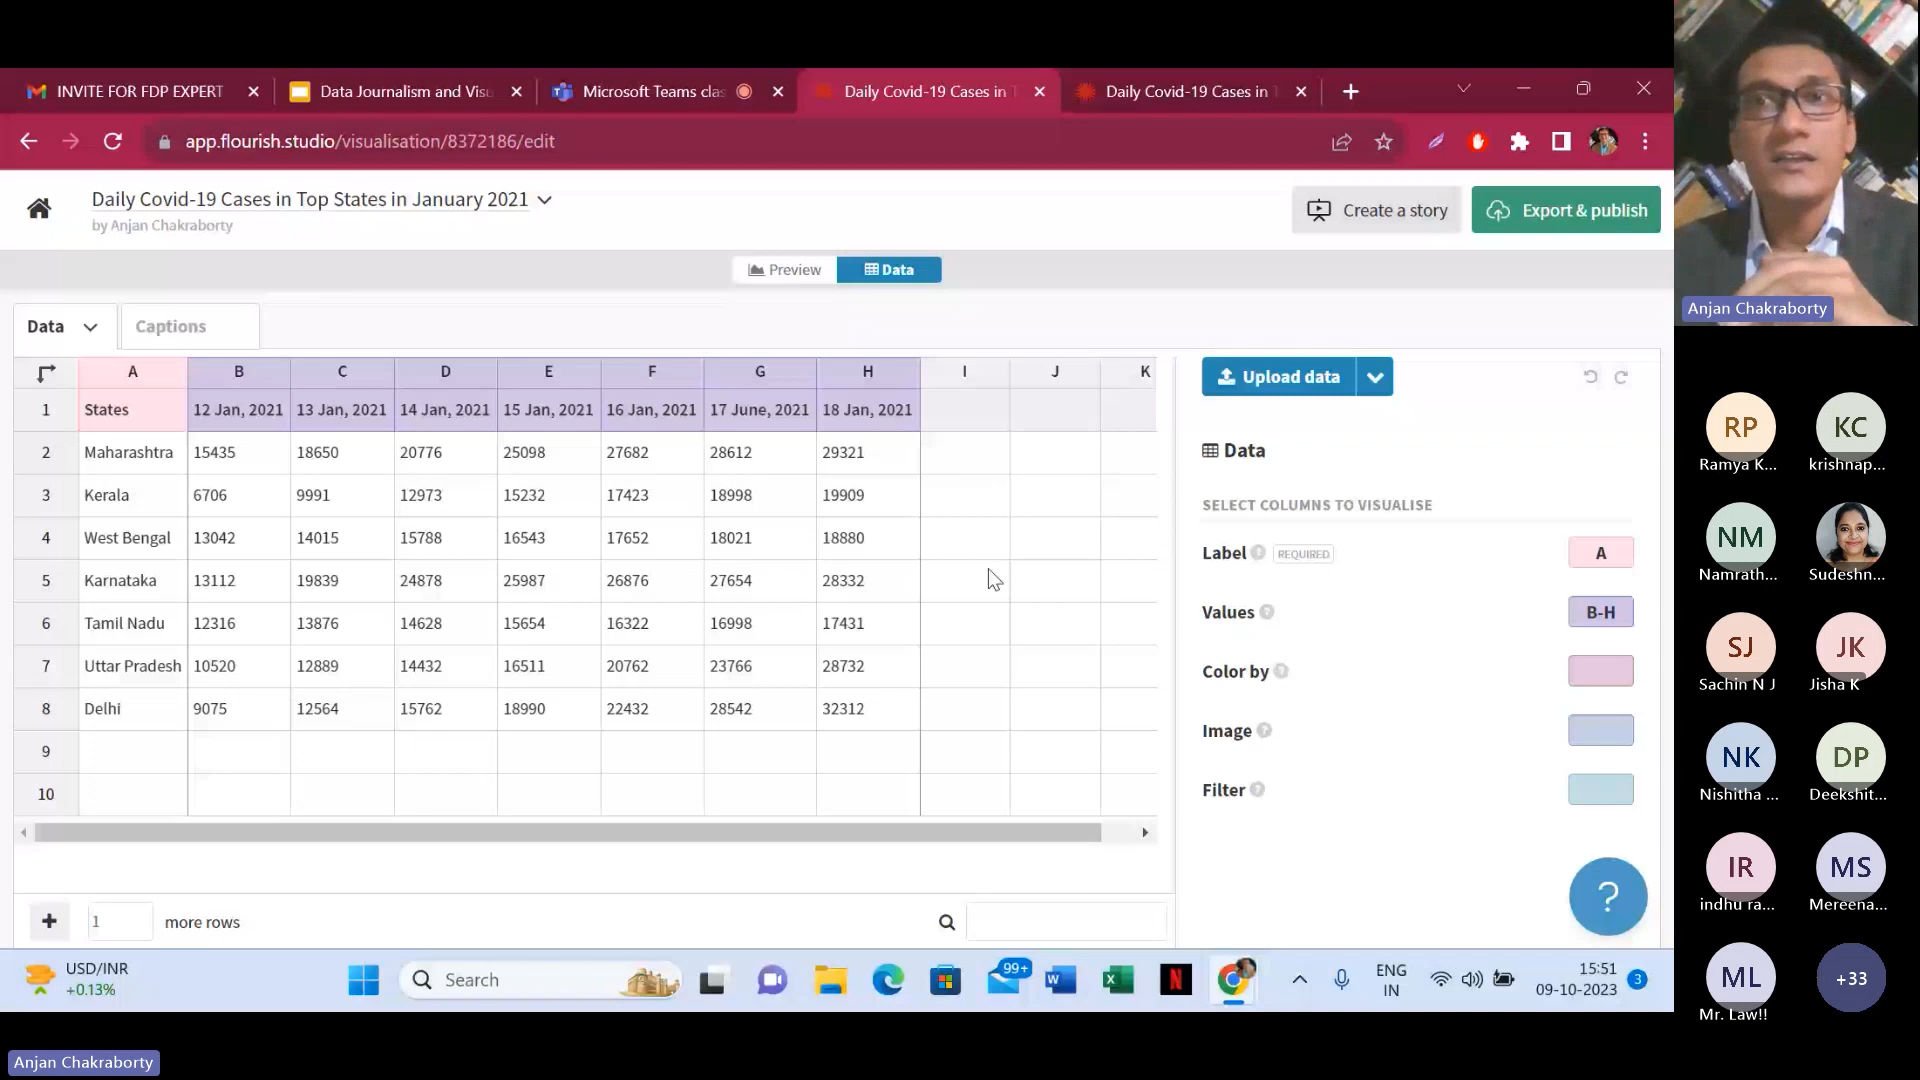 INVITE FOR FDP EXPERT
Data Journalism and Visu
Microsoft Teams clas
Daily Covid-19 Cases in T
Daily Covid-19 Cases in T
app.flourish.studio/visualisation/8372186/edit
Daily Covid-19 Cases in Top States in January 2021
by Anjan Chakraborty
Create a story
Export & publish
Preview
Data
Data
Captions
A B C D E F G H I J K
1 States 12 Jan, 2021 13 Jan, 2021 14 Jan, 2021 15 Jan, 2021 16 Jan, 2021 17 June, 2021 18 Jan, 2021
2 Maharashtra 15435 18650 20776 25098 27682 28612 29321
3 Kerala 6706 9991 12973 15232 17423 18998 19909
4 West Bengal 13042 14015 15788 16543 17652 18021 18880
5 Karnataka 13112 19839 24878 25987 26876 27654 28332
6 Tamil Nadu 12316 13876 14628 15654 16322 16998 17431
7 Uttar Pradesh 10520 12889 14432 16511 20762 23766 28732
8 Delhi 9075 12564 15762 18990 22432 28542 32312
9
10
1 more rows
Upload data
Data
SELECT COLUMNS TO VISUALISE
Label ? REQUIRED A
Values ? B-H
Color by ?
Image ?
Filter ?
?
USD/INR
+0.13%
Search
99+
ENG
IN
15:51
09-10-2023
3
Anjan Chakraborty
RP
Ramya K...
KC
krishnap...
NM
Namrath...
Sudeshn...
SJ
Sachin N J
JK
Jisha K
NK
Nishitha ...
DP
Deekshit...
IR
indhu ra...
MS
Mereena...
ML
Mr. Law!!
+33
Anjan Chakraborty